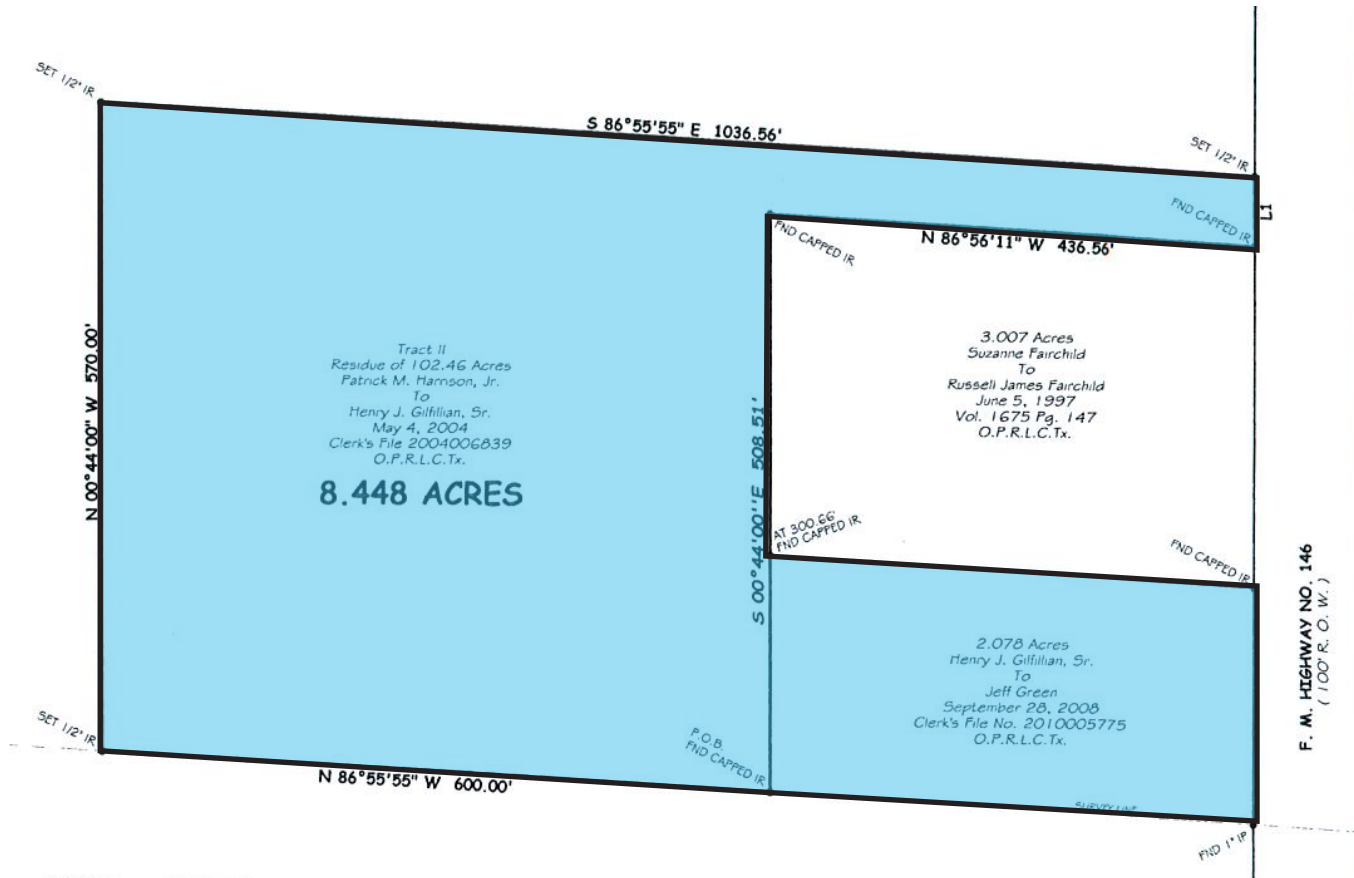 SET 1/2" IR
S 86°55'55" E 1036.56'
SET 1/2" IR
FND CAPPED IR
L1
FND CAPPED IR
N 86°56'11" W 436.56'
N 00°44'00" W 570.00'
Tract II
Residue of 102.46 Acres
Patrick M. Harrison, Jr.
To
Henry J. Gilfillian, Sr.
May 4, 2004
Clerk's File 2004006839
O.P.R.L.C.Tx.
8.448 ACRES
3.007 Acres
Suzanne Fairchild
To
Russell James Fairchild
June 5, 1997
Vol. 1675 Pg. 147
O.P.R.L.C.Tx.
S 00°44'00''E 508.51'
AT 300.66'
FND CAPPED IR
FND CAPPED IR
F. M. HIGHWAY NO. 146
( 100' R. O. W. )
2.078 Acres
Henry J. Gilfillian, Sr.
To
Jeff Green
September 28, 2008
Clerk's File No. 2010005775
O.P.R.L.C.Tx.
SET 1/2" IR
P.O.B.
FND CAPPED IR
N 86°55'55" W 600.00'
SURVEY LINE
FND 1" IP